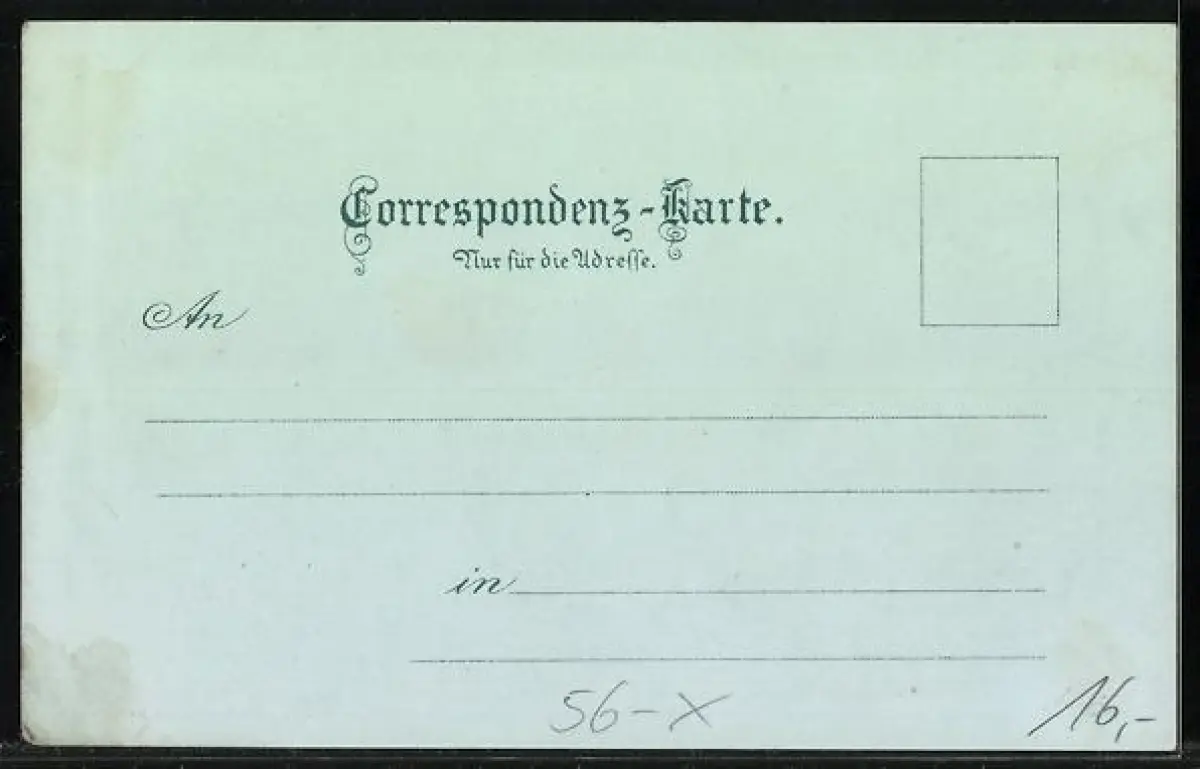 Correspondenz-Karte.
Nur für die Adresse.
An
in
56-X
16,-